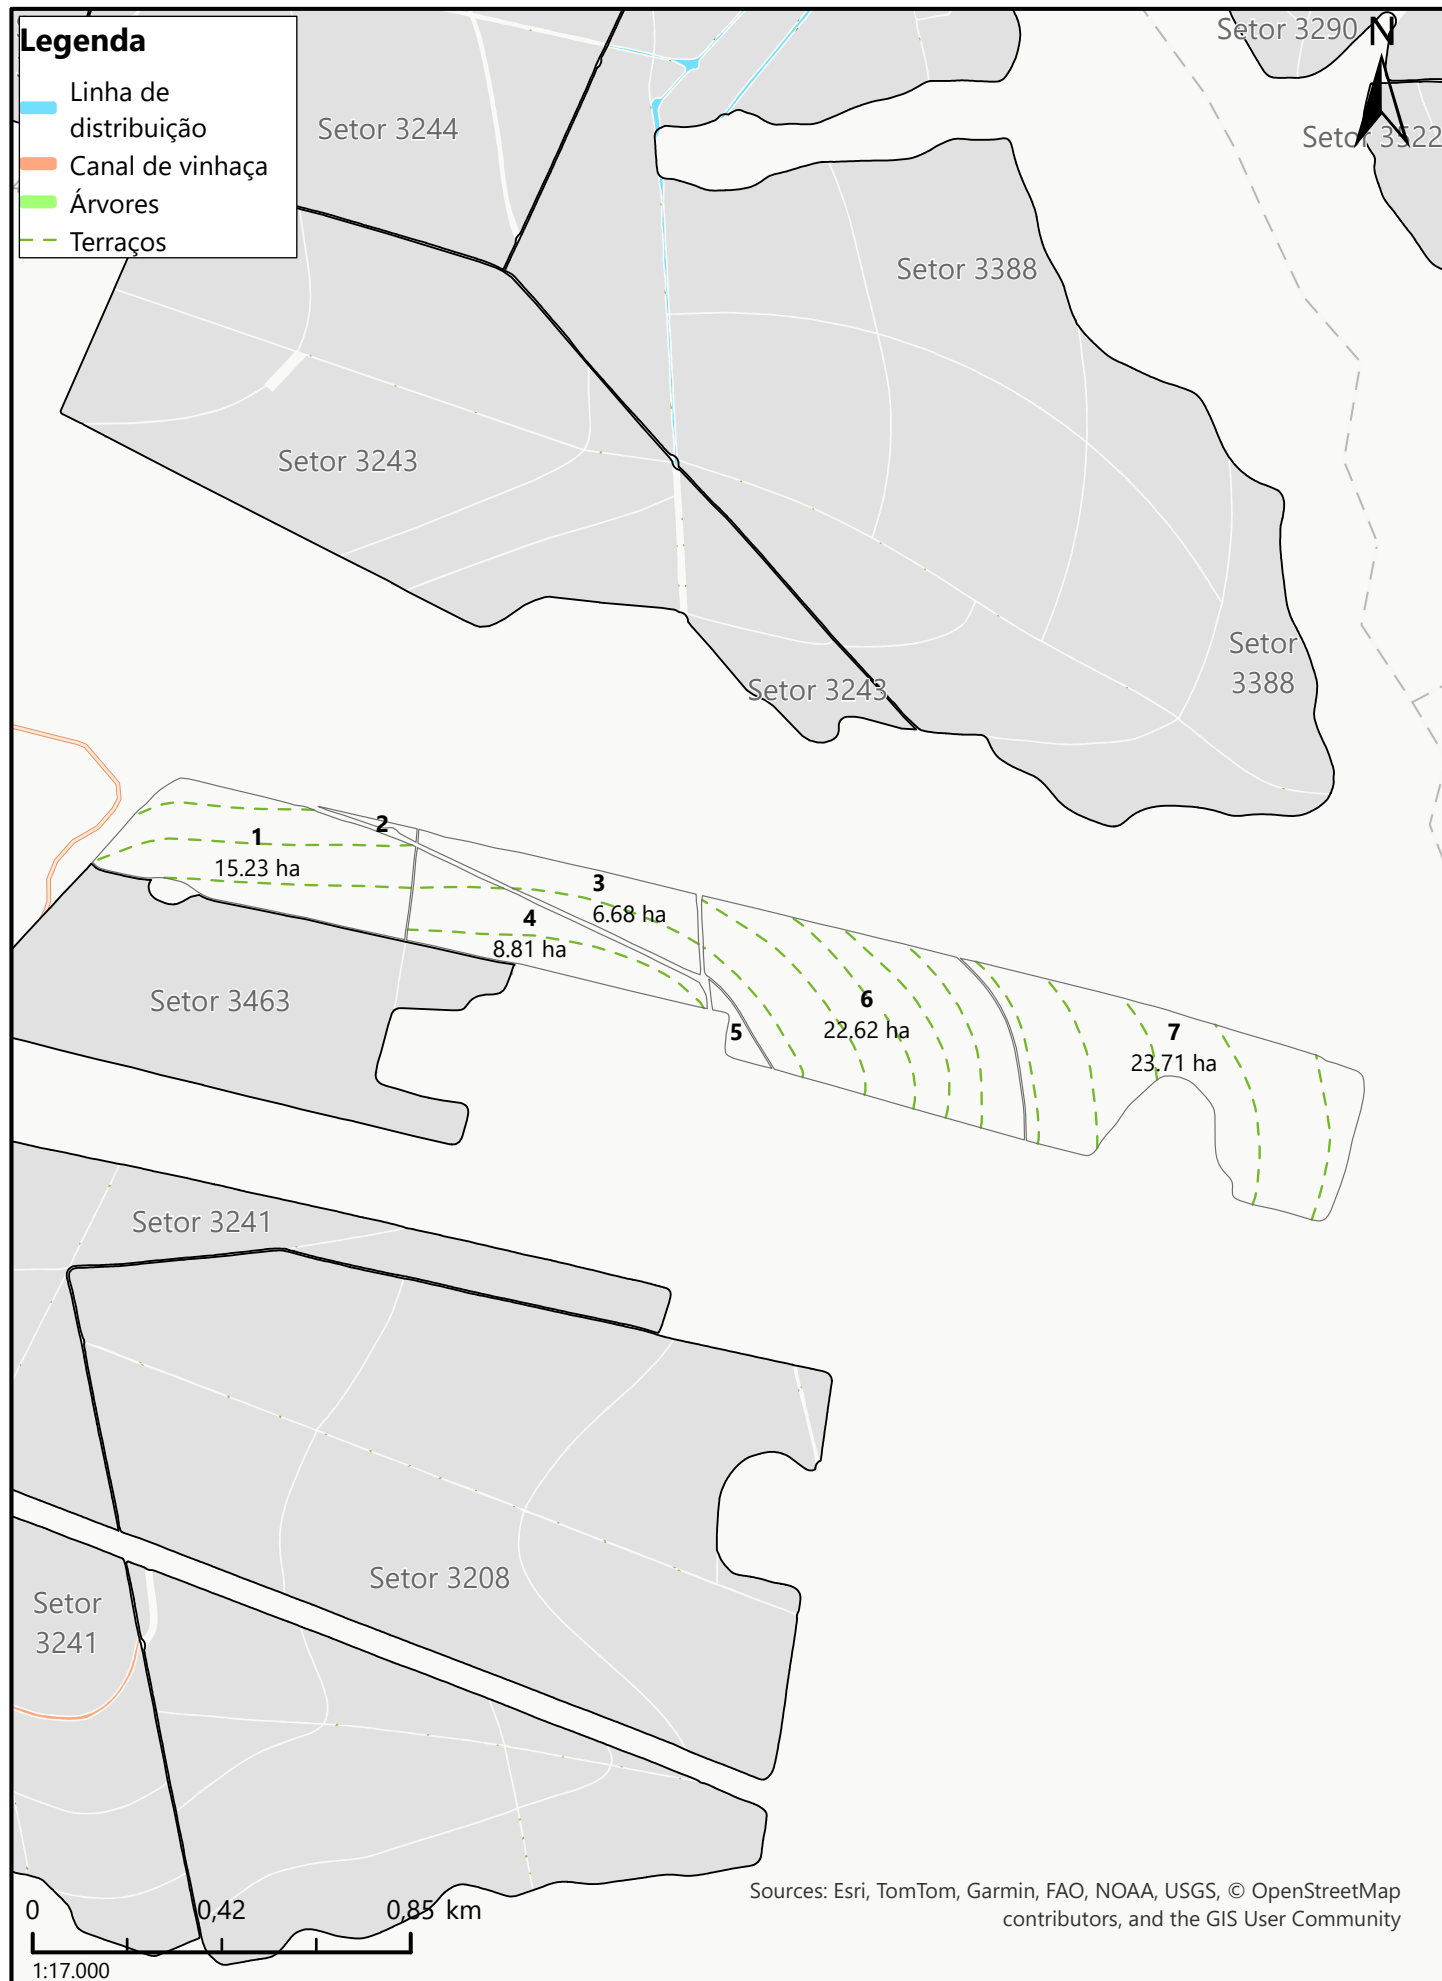 Legenda
Linha de
distribuição
Canal de vinhaça
Árvores
Terraços
Setor 3290
N
Setor 3244
Setor 3522
Setor 3388
Setor 3243
Setor
3388
Setor 3243
2
1
15.23 ha
3
6.68 ha
4
8.81 ha
6
22.62 ha
5
7
23.71 ha
Setor 3463
Setor 3241
Setor 3208
Setor
3241
Sources: Esri, TomTom, Garmin, FAO, NOAA, USGS, © OpenStreetMap
contributors, and the GIS User Community
0 0,42 0,85 km
1:17.000